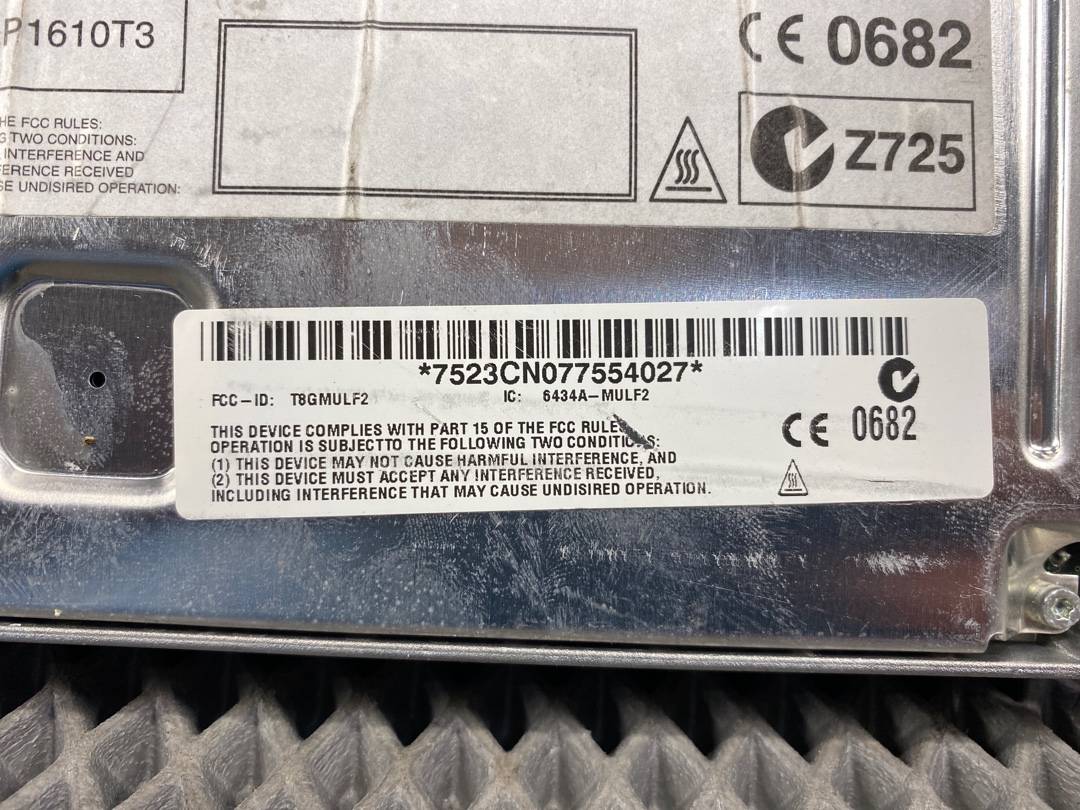 P1610T3
CE 0682
HE FCC RULES:
G TWO CONDITIONS:
INTERFERENCE AND
FERENCE RECEIVED
SE UNDISIRED OPERATION:
Z725
*7523CN077554027*
FCC-ID: T8GMULF2 IC: 6434A-MULF2
CE 0682
THIS DEVICE COMPLIES WITH PART 15 OF THE FCC RULE
OPERATION IS SUBJECTTO THE FOLLOWING TWO CONDITIONS:
(1) THIS DEVICE MAY NOT CAUSE HARMFUL INTERFERENCE, AND
(2) THIS DEVICE MUST ACCEPT ANY INTERFERENCE RECEIVED,
INCLUDING INTERFERENCE THAT MAY CAUSE UNDISIRED OPERATION.